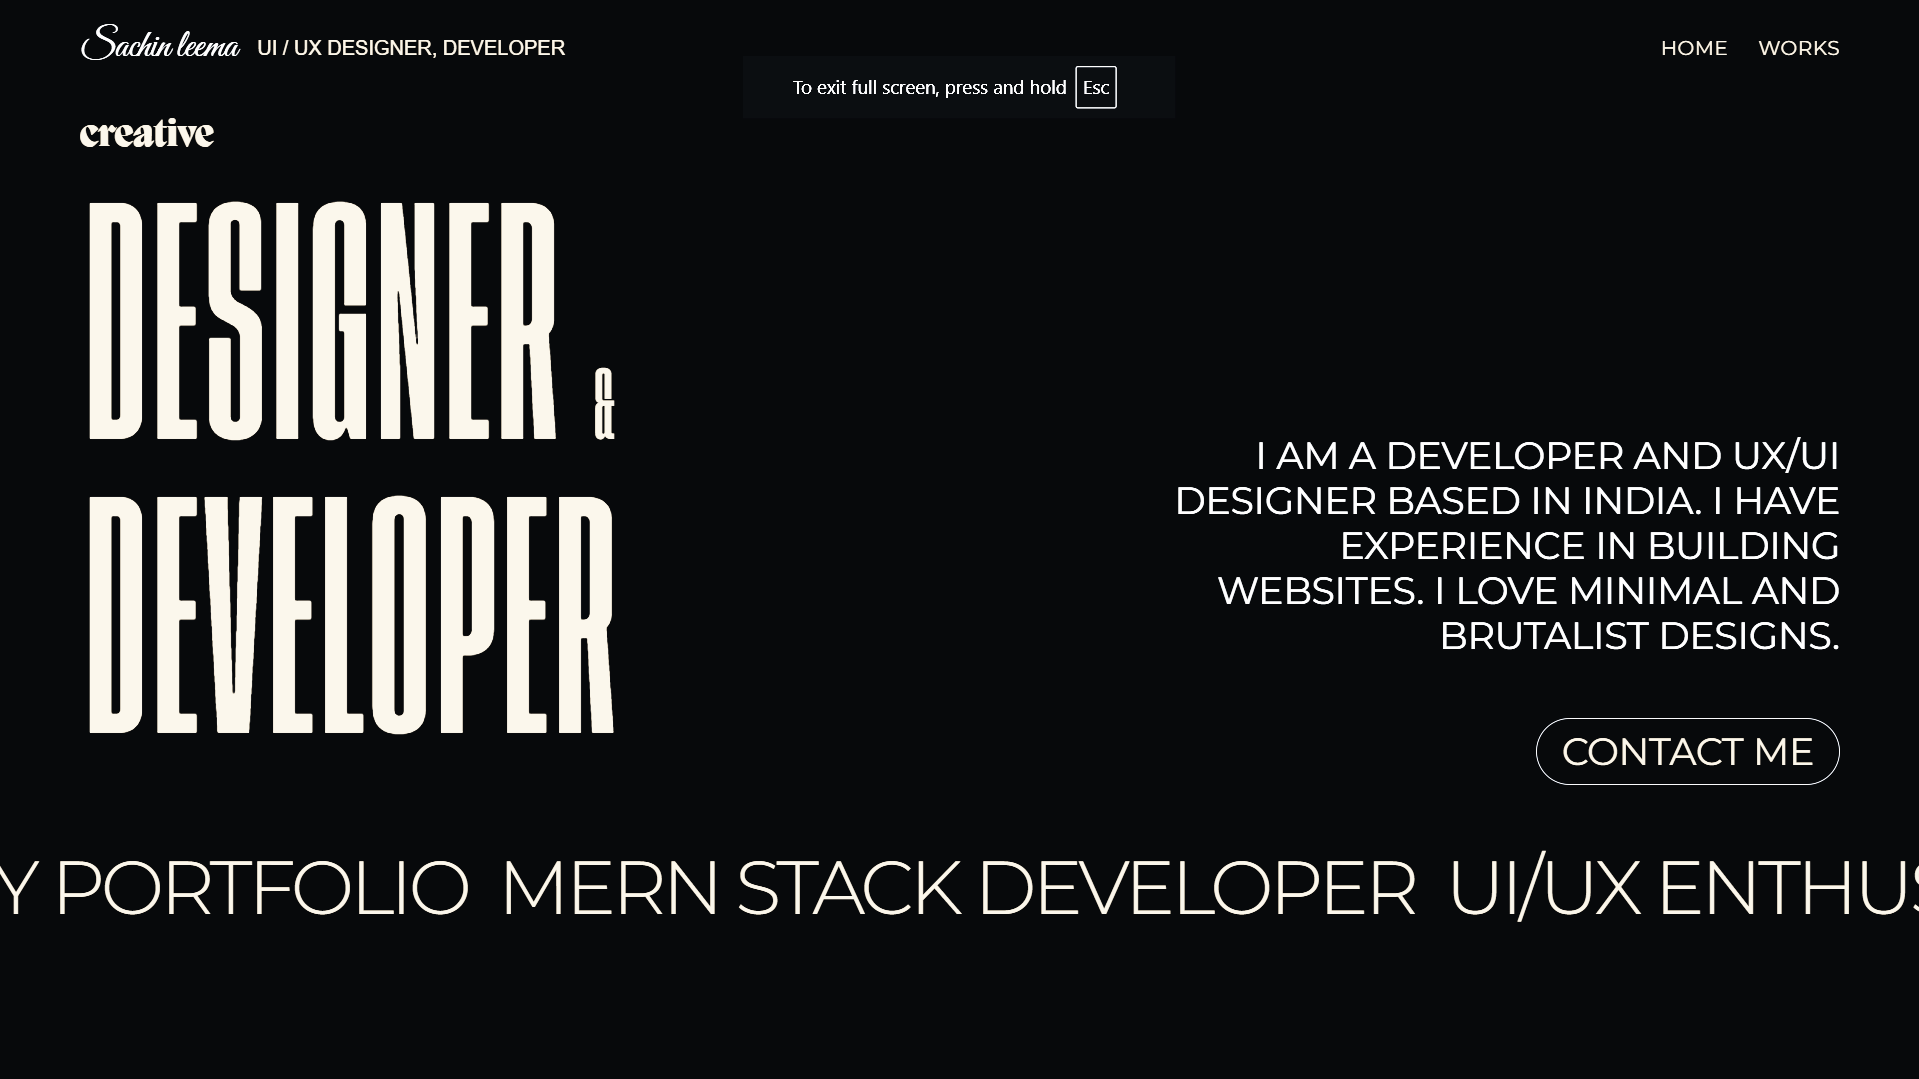 Sachin leema UI / UX DESIGNER, DEVELOPER HOME WORKS
To exit full screen, press and hold Esc
creative
DESIGNER &
DEVELOPER
I AM A DEVELOPER AND UX/UI
DESIGNER BASED IN INDIA. I HAVE
EXPERIENCE IN BUILDING
WEBSITES. I LOVE MINIMAL AND
BRUTALIST DESIGNS.
CONTACT ME
Y PORTFOLIO MERN STACK DEVELOPER UI/UX ENTHUS